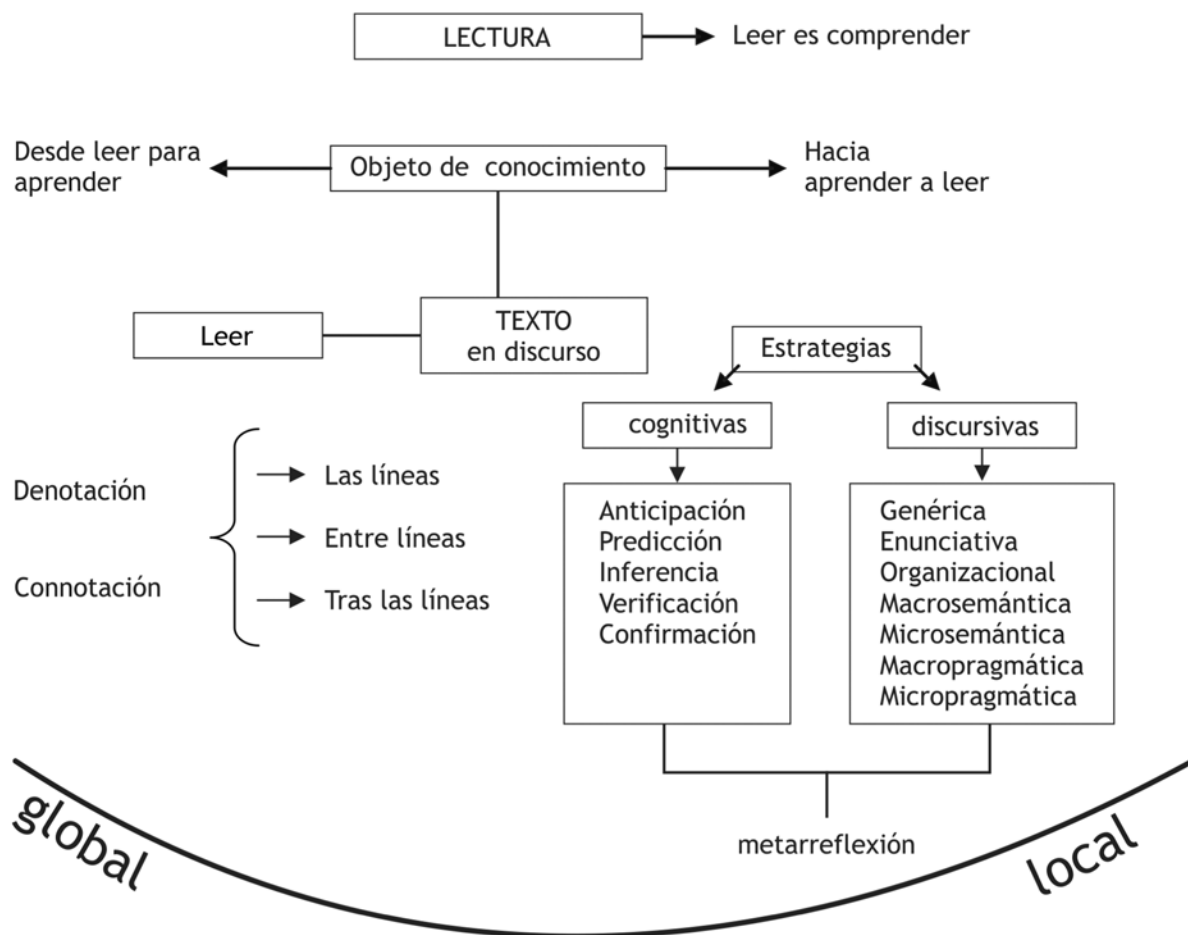 LECTURA
Leer es comprender
Desde leer para
aprender
Objeto de conocimiento
Hacia
aprender a leer
Leer
TEXTO
en discurso
Estrategias
cognitivas
discursivas
Denotación
Connotación
Las líneas
Entre líneas
Tras las líneas
Anticipación
Predicción
Inferencia
Verificación
Confirmación
Genérica
Enunciativa
Organizacional
Macrosemántica
Microsemántica
Macropragmática
Micropragmática
metarreflexión
global
local